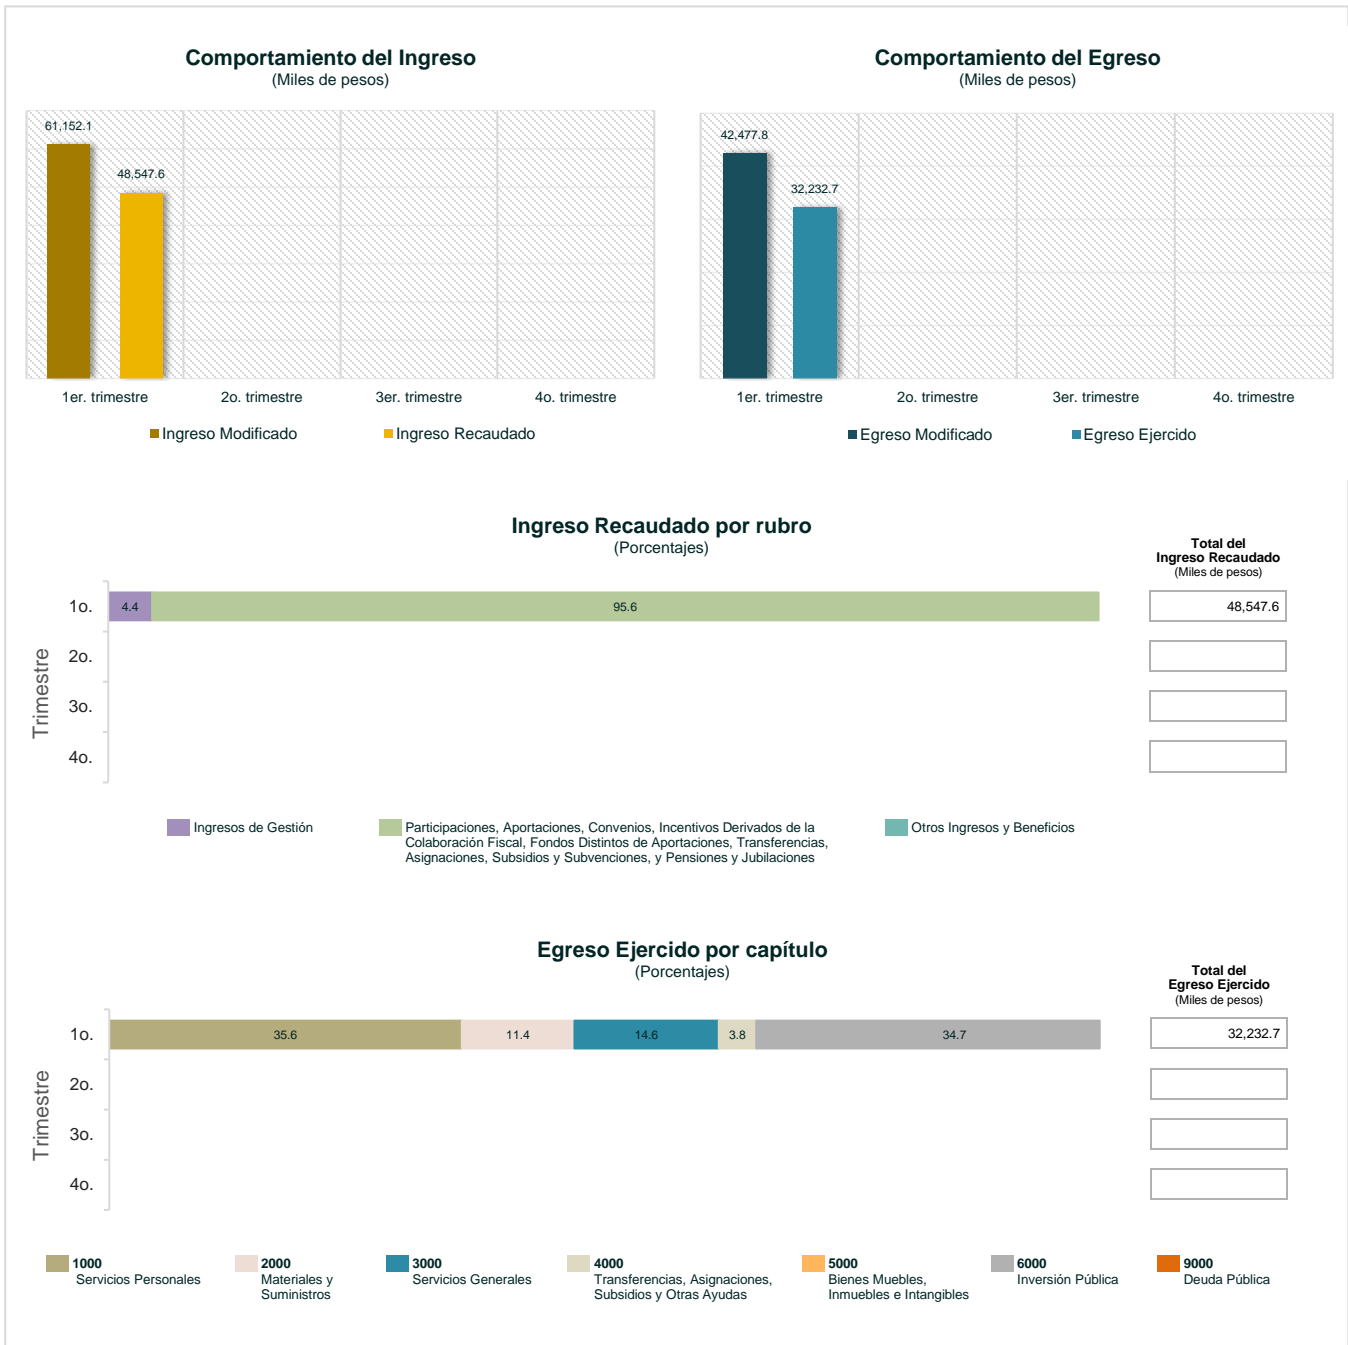 Comportamiento del Ingreso
(Miles de pesos)
61,152.1
48,547.6
1er. trimestre
2o. trimestre
3er. trimestre
4o. trimestre
Ingreso Modificado
Ingreso Recaudado
Comportamiento del Egreso
(Miles de pesos)
42,477.8
32,232.7
1er. trimestre
2o. trimestre
3er. trimestre
4o. trimestre
Egreso Modificado
Egreso Ejercido
Ingreso Recaudado por rubro
(Porcentajes)
Total del
Ingreso Recaudado
(Miles de pesos)
Trimestre
1o.
4.4
95.6
48,547.6
2o.
3o.
4o.
Ingresos de Gestión
Participaciones, Aportaciones, Convenios, Incentivos Derivados de la
Colaboración Fiscal, Fondos Distintos de Aportaciones, Transferencias,
Asignaciones, Subsidios y Subvenciones, y Pensiones y Jubilaciones
Otros Ingresos y Beneficios
Egreso Ejercido por capítulo
(Porcentajes)
Total del
Egreso Ejercido
(Miles de pesos)
Trimestre
1o.
35.6
11.4
14.6
3.8
34.7
32,232.7
2o.
3o.
4o.
1000
Servicios Personales
2000
Materiales y
Suministros
3000
Servicios Generales
4000
Transferencias, Asignaciones,
Subsidios y Otras Ayudas
5000
Bienes Muebles,
Inmuebles e Intangibles
6000
Inversión Pública
9000
Deuda Pública